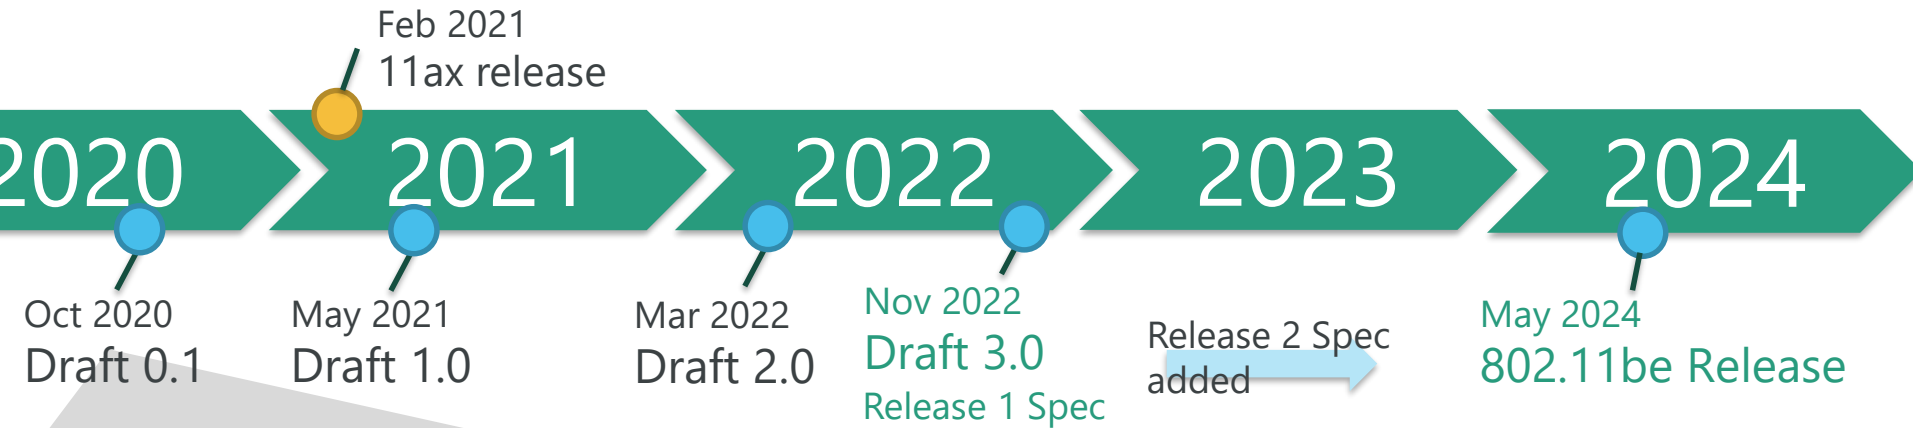 Feb 2021
11ax release
2020
2021
2022
2023
2024
Oct 2020
Draft 0.1
May 2021
Draft 1.0
Mar 2022
Draft 2.0
Nov 2022
Draft 3.0
Release 1 Spec
Release 2 Spec
added
May 2024
802.11be Release